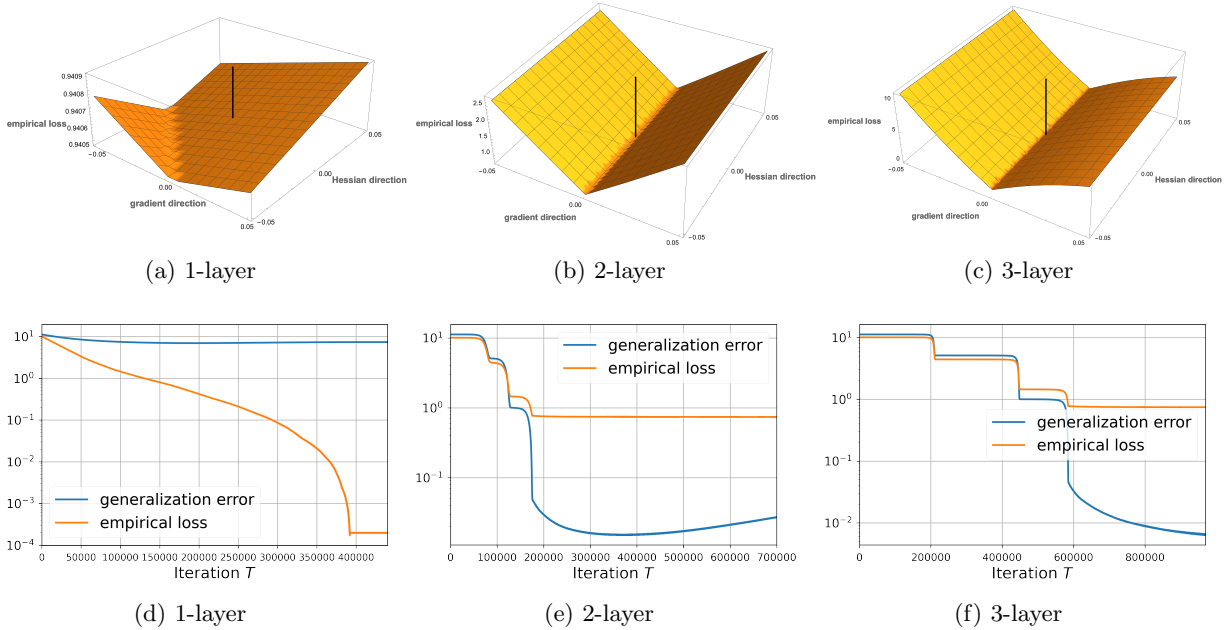 0.9409
0.9408
0.9407
0.9406
0.9405
empirical loss
−0.05
0.00
gradient direction
0.05
−0.05
0.00
Hessian direction
0.05
(a) 1-layer
2.5
2.0
1.5
1.0
empirical loss
−0.05
0.00
gradient direction
0.05
−0.05
0.00
Hessian direction
0.05
(b) 2-layer
10
5
0
empirical loss
−0.05
0.00
gradient direction
0.05
−0.05
0.00
Hessian direction
0.05
(c) 3-layer
10^1
10^0
10^−1
10^−2
10^−3
10^−4
generalization error
empirical loss
0 50000 100000 150000 200000 250000 300000 350000 400000
Iteration T
(d) 1-layer
10^1
10^0
10^−1
generalization error
empirical loss
0 100000 200000 300000 400000 500000 600000 700000
Iteration T
(e) 2-layer
10^1
10^0
10^−1
10^−2
generalization error
empirical loss
0 200000 400000 600000 800000
Iteration T
(f) 3-layer